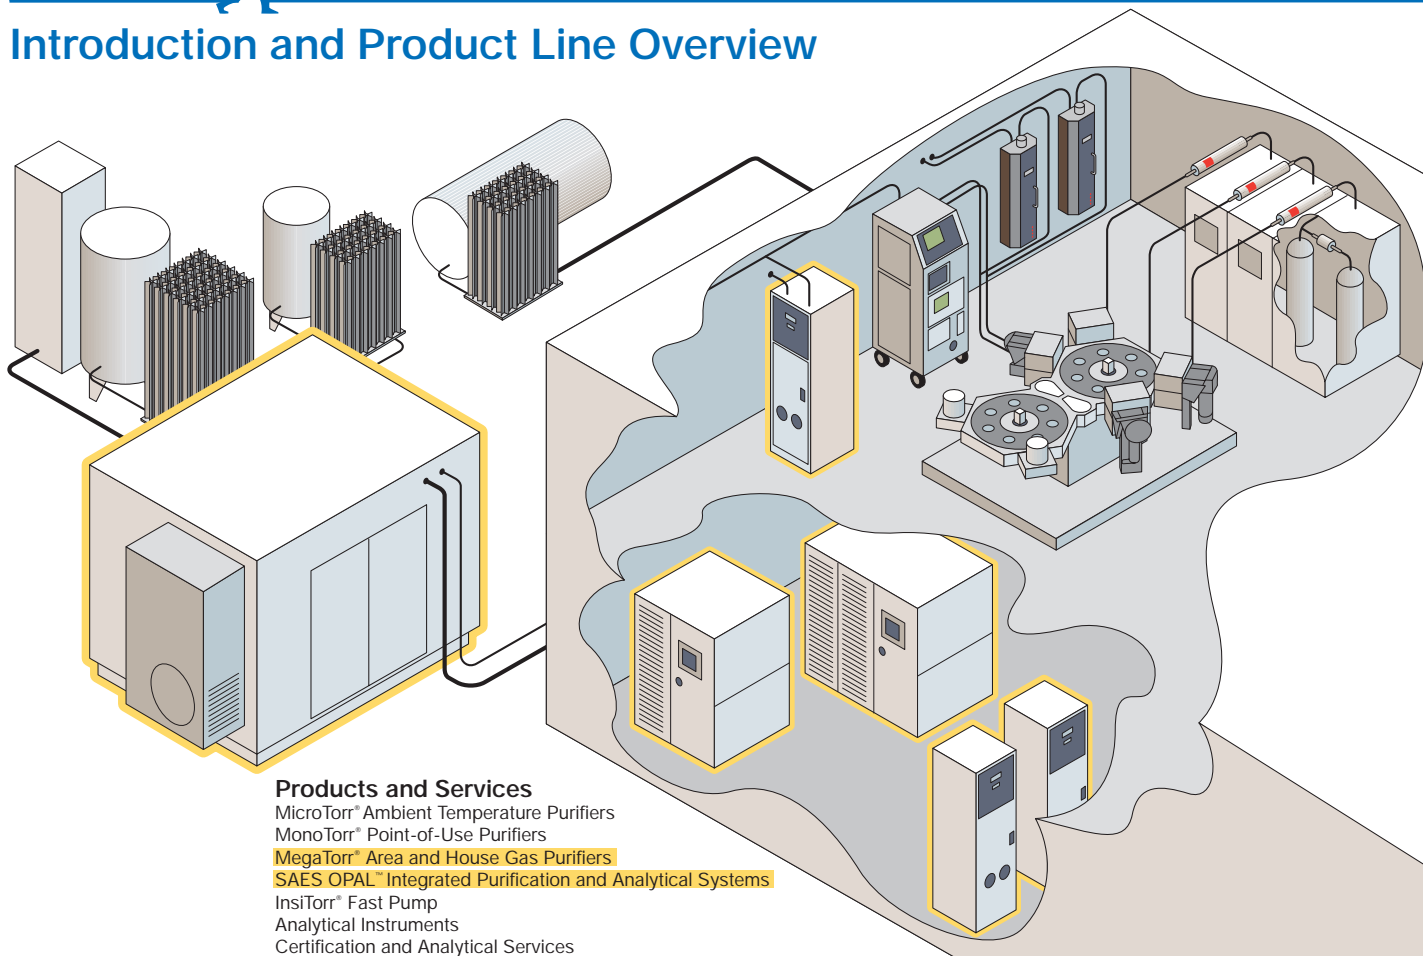 Introduction and Product Line Overview
Products and Services
MicroTorr® Ambient Temperature Purifiers
MonoTorr® Point-of-Use Purifiers
MegaTorr® Area and House Gas Purifiers
SAES OPAL™ Integrated Purification and Analytical Systems
InsiTorr® Fast Pump
Analytical Instruments
Certification and Analytical Services